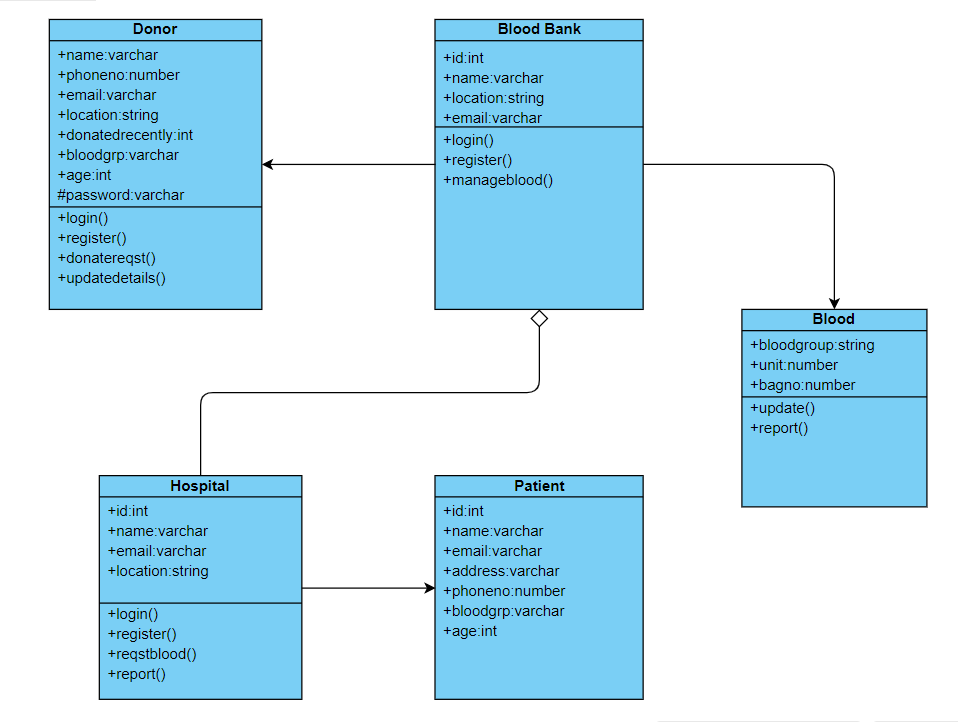 Donor
+name:varchar
+phoneno:number
+email:varchar
+location:string
+donatedrecently:int
+bloodgrp:varchar
+age:int
#password:varchar
+login()
+register()
+donatereqst()
+updatedetails()
Blood Bank
+id:int
+name:varchar
+location:string
+email:varchar
+login()
+register()
+manageblood()
Blood
+bloodgroup:string
+unit:number
+bagno:number
+update()
+report()
Hospital
+id:int
+name:varchar
+email:varchar
+location:string
+login()
+register()
+reqstblood()
+report()
Patient
+id:int
+name:varchar
+email:varchar
+address:varchar
+phoneno:number
+bloodgrp:varchar
+age:int